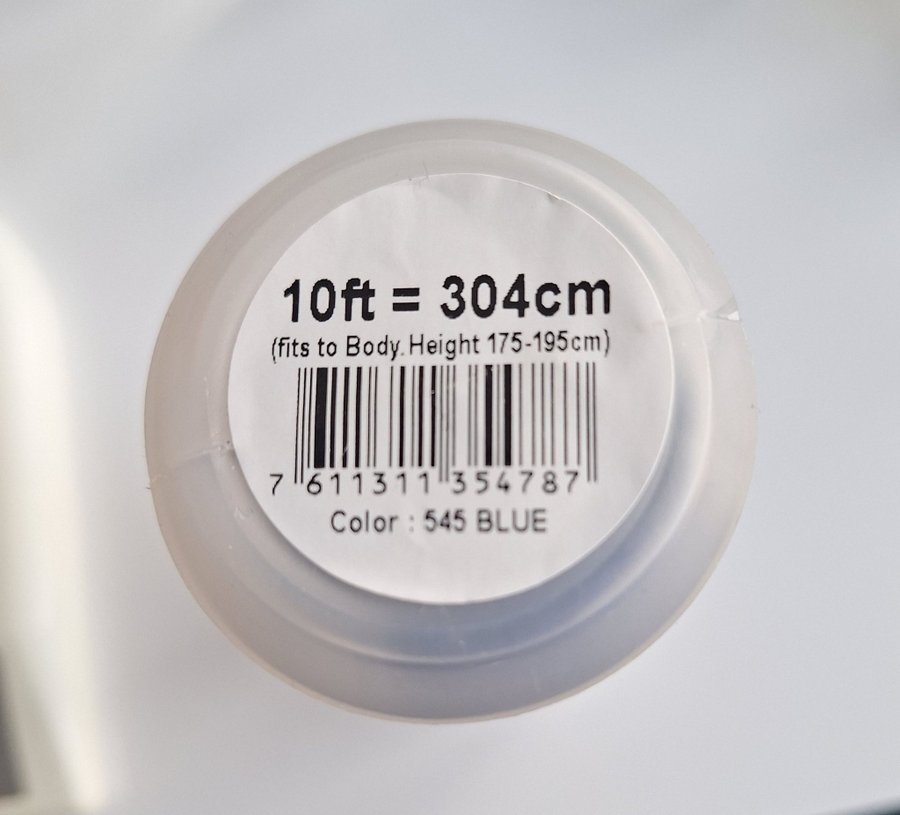 10ft = 304cm
(fits to Body.Height 175-195cm)
7 611311 354787
Color : 545 BLUE